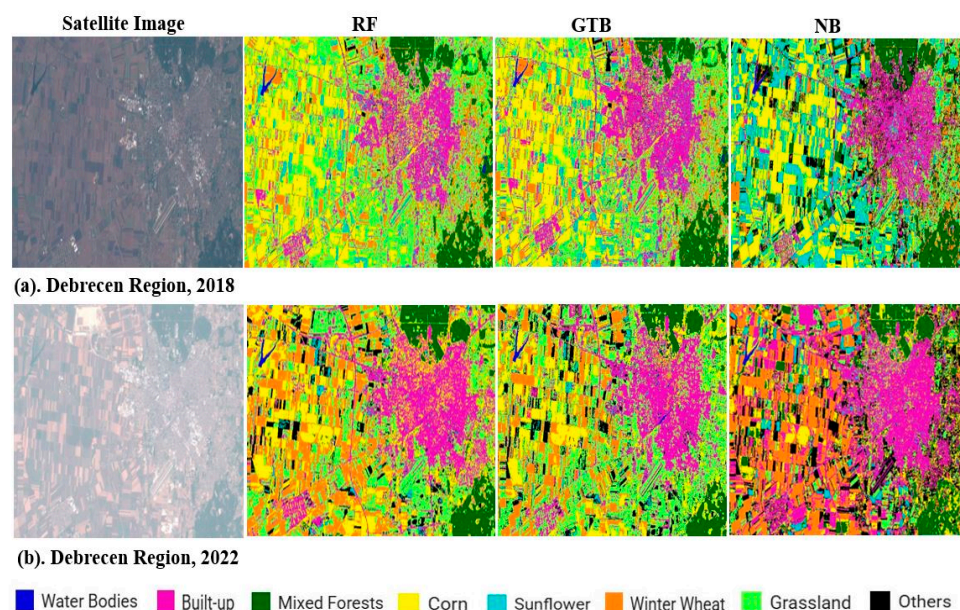 Satellite Image RF GTB NB
(a). Debrecen Region, 2018
(b). Debrecen Region, 2022
Water Bodies Built-up Mixed Forests Corn Sunflower Winter Wheat Grassland Others